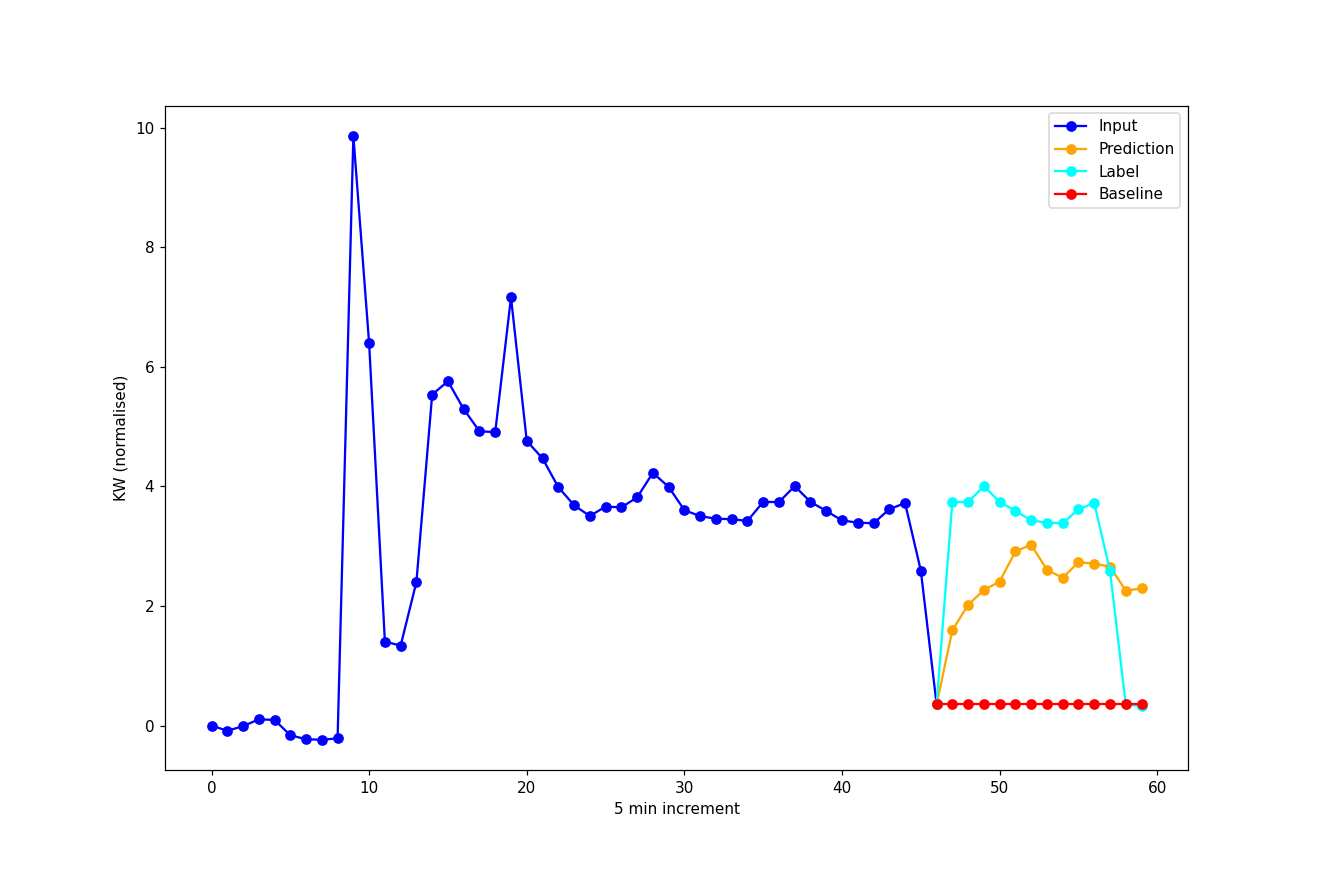 Input
Prediction
Label
Baseline
10
8
6
4
2
0
KW (normalised)
0 10 20 30 40 50 60
5 min increment